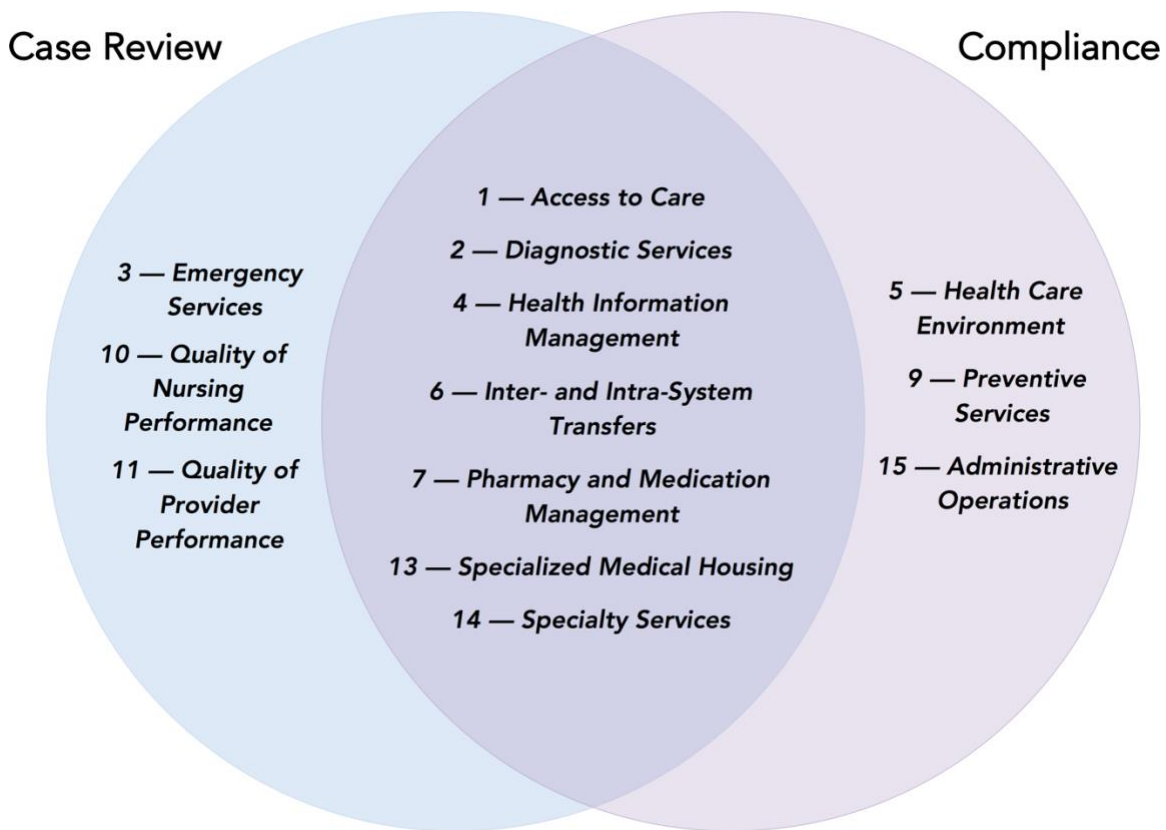 Case Review
Compliance
3 — Emergency
Services
10 — Quality of
Nursing
Performance
11 — Quality of
Provider
Performance
1 — Access to Care
2 — Diagnostic Services
4 — Health Information
Management
6 — Inter- and Intra-System
Transfers
7 — Pharmacy and Medication
Management
13 — Specialized Medical Housing
14 — Specialty Services
5 — Health Care
Environment
9 — Preventive
Services
15 — Administrative
Operations